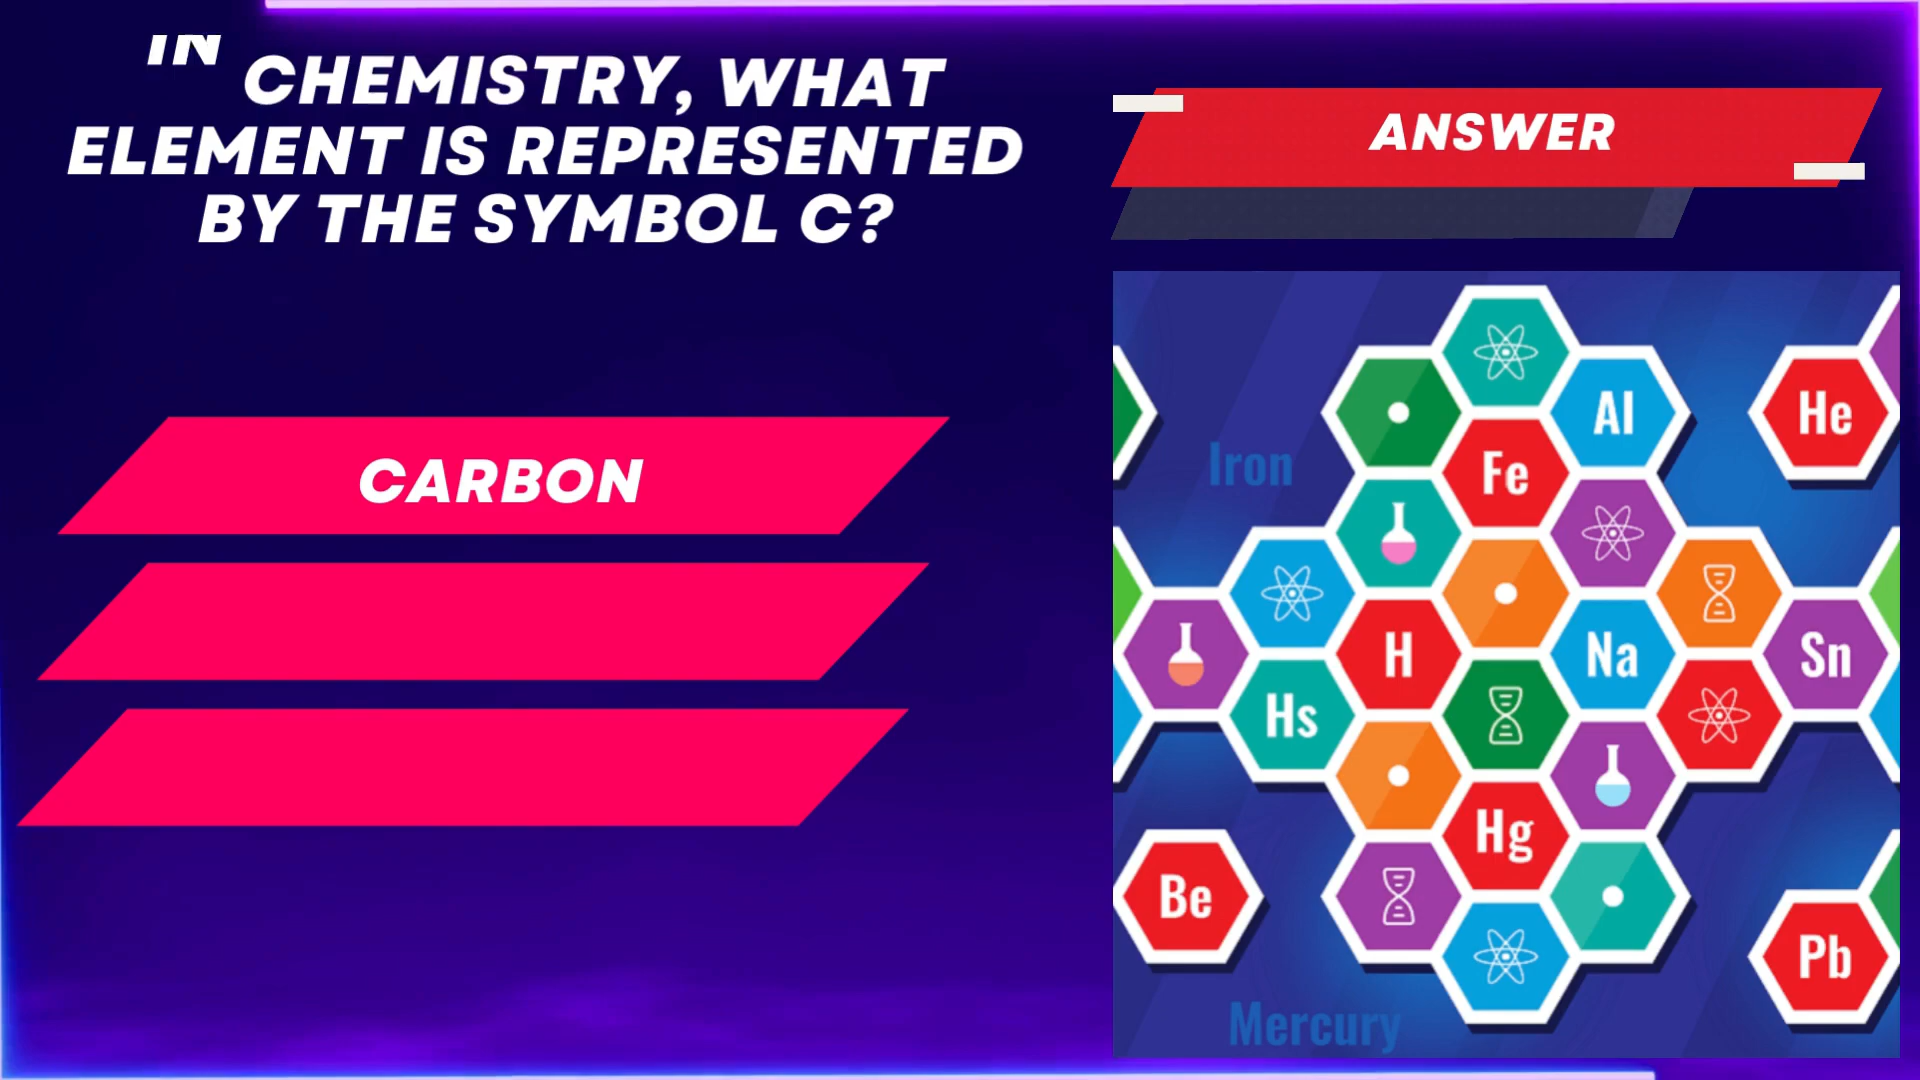 IN CHEMISTRY, WHAT
ELEMENT IS REPRESENTED
BY THE SYMBOL C?
CARBON
ANSWER
Al
He
Iron
Fe
H
Na
Sn
Hs
Hg
Be
Pb
Mercury